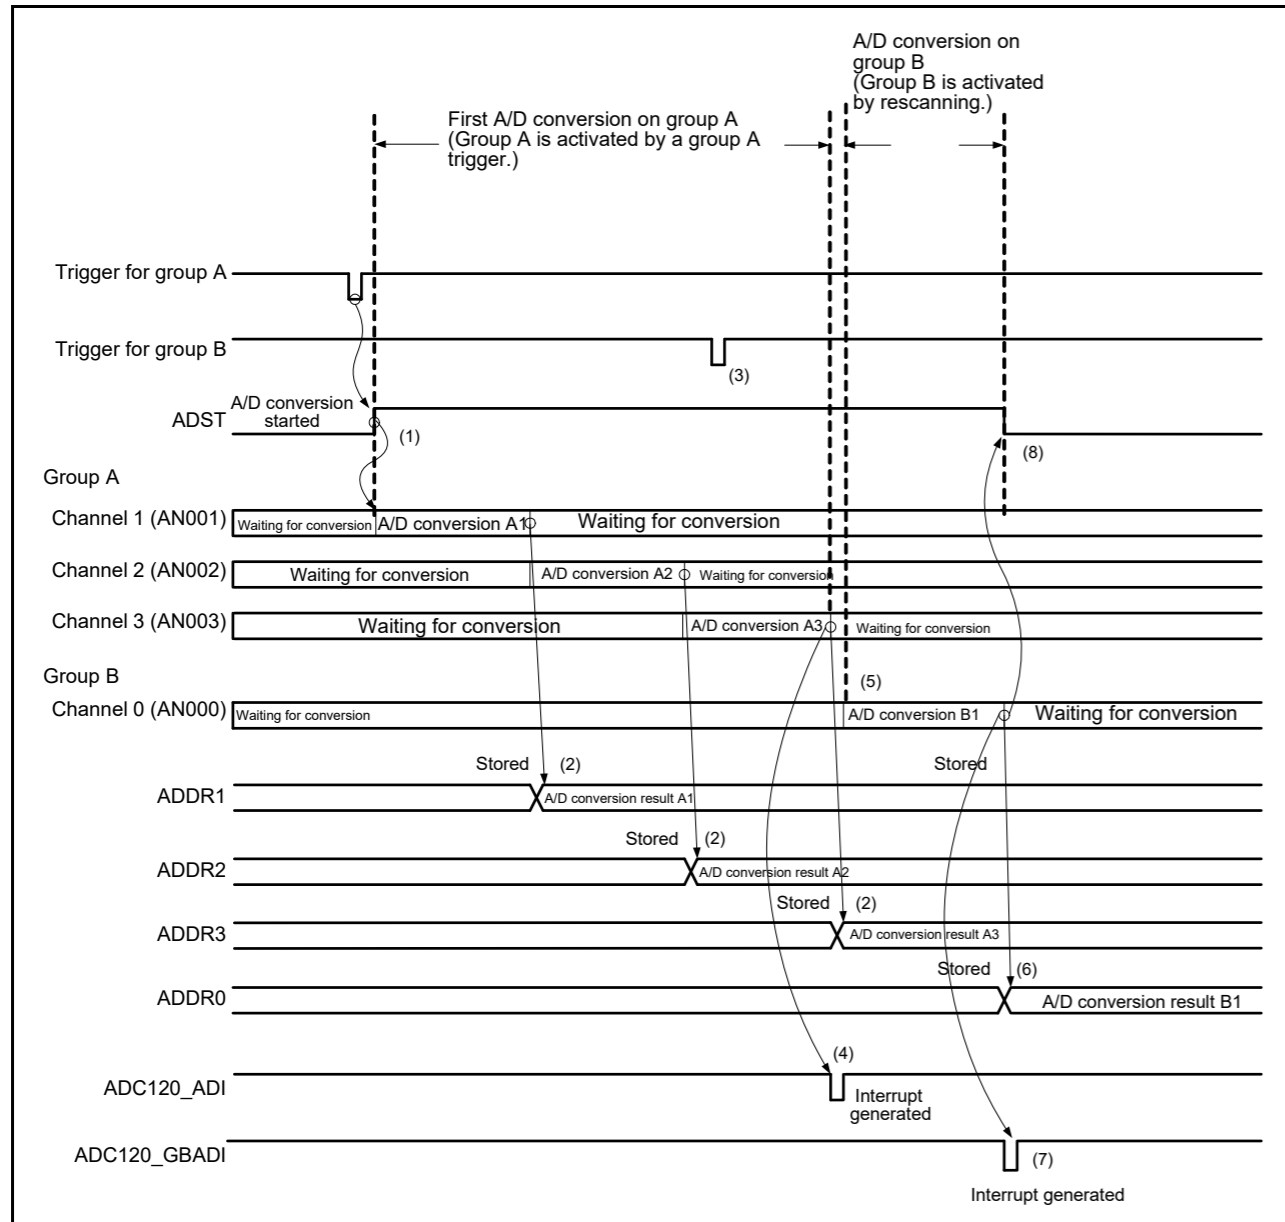 A/D conversion on
group B
(Group B is activated
by rescanning.)
First A/D conversion on group A
(Group A is activated by a group A
trigger.)
Trigger for group A
Trigger for group B
(3)
A/D conversion
started
ADST
(1)
(8)
Group A
Channel 1 (AN001) Waiting for conversion A/D conversion A1 Waiting for conversion
Channel 2 (AN002) Waiting for conversion A/D conversion A2 Waiting for conversion
Channel 3 (AN003) Waiting for conversion A/D conversion A3 Waiting for conversion
Group B
(5)
Channel 0 (AN000) Waiting for conversion A/D conversion B1 Waiting for conversion
Stored (2) Stored
ADDR1 A/D conversion result A1
Stored (2)
ADDR2 A/D conversion result A2
Stored (2)
ADDR3 A/D conversion result A3
Stored (6)
ADDR0 A/D conversion result B1
(4)
ADC120_ADI
Interrupt
generated
ADC120_GBADI
(7)
Interrupt generated